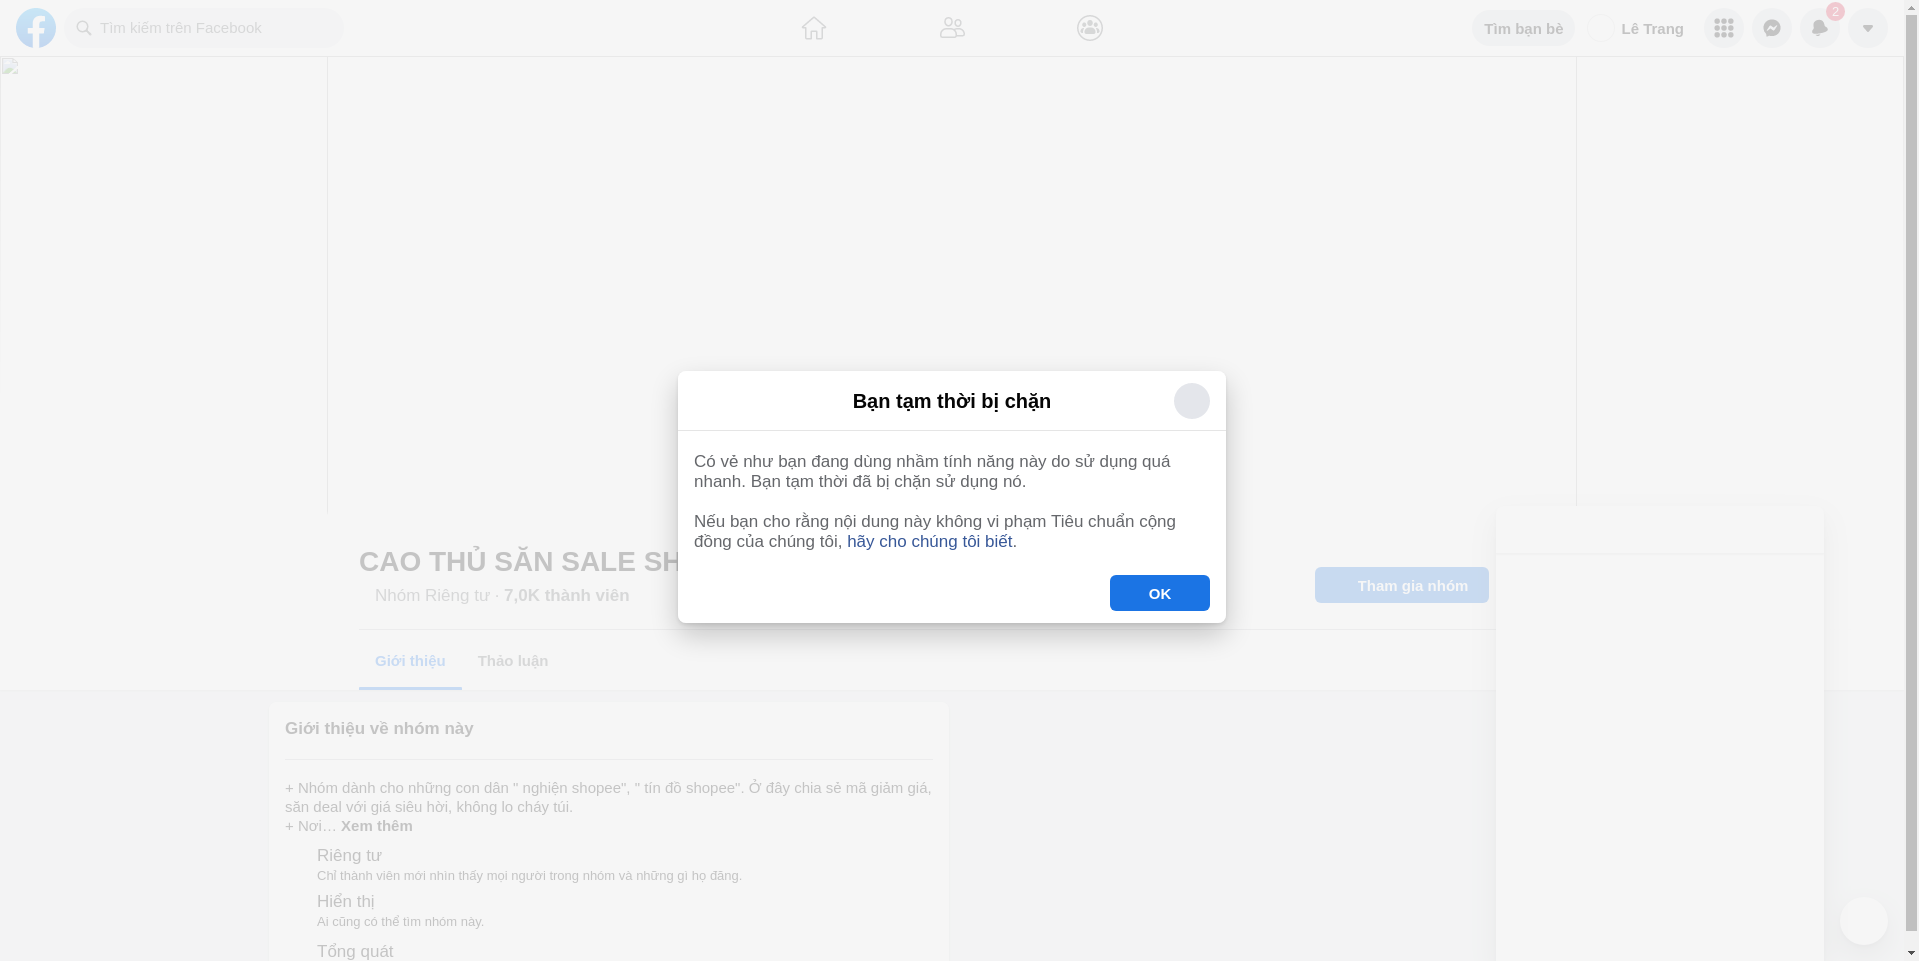 Tìm kiếm trên Facebook
Tìm bạn bè
Lê Trang
2
Bạn tạm thời bị chặn
Có vẻ như bạn đang dùng nhầm tính năng này do sử dụng quá
nhanh. Bạn tạm thời đã bị chặn sử dụng nó.
Nếu bạn cho rằng nội dung này không vi phạm Tiêu chuẩn cộng
đồng của chúng tôi, hãy cho chúng tôi biết.
OK
CAO THỦ SĂN SALE SH
Nhóm Riêng tư · 7,0K thành viên
Tham gia nhóm
Giới thiệu
Thảo luận
Giới thiệu về nhóm này
+ Nhóm dành cho những con dân " nghiện shopee", " tín đồ shopee". Ở đây chia sẻ mã giảm giá,
săn deal với giá siêu hời, không lo cháy túi.
+ Nơi… Xem thêm
Riêng tư
Chỉ thành viên mới nhìn thấy mọi người trong nhóm và những gì họ đăng.
Hiển thị
Ai cũng có thể tìm nhóm này.
Tổng quát